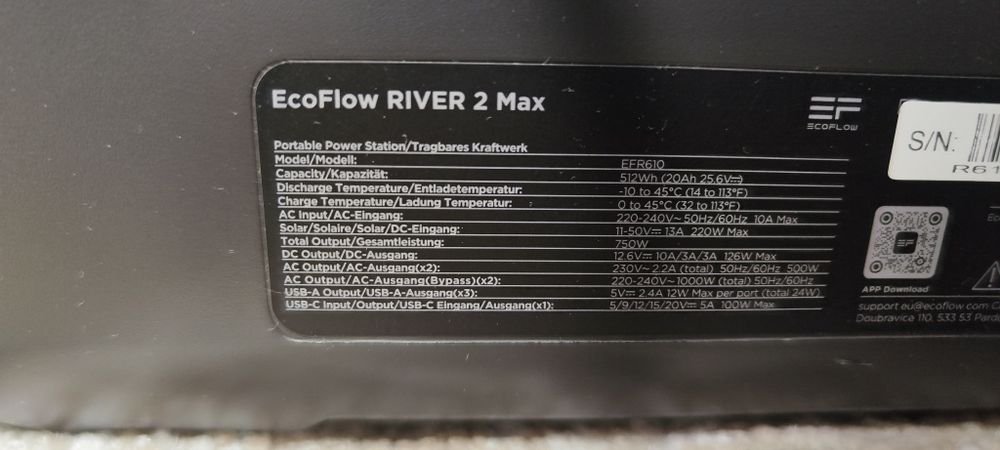 EcoFlow RIVER 2 Max
EF
ECOFLOW
S/N:
R61
Portable Power Station/Tragbares Kraftwerk
Model/Modell: EFR610
Capacity/Kapazität: 512Wh (20Ah 25.6V⎓)
Discharge Temperature/Entladetemperatur: -10 to 45°C (14 to 113°F)
Charge Temperature/Ladung Temperatur: 0 to 45°C (32 to 113°F)
AC Input/AC-Eingang: 220-240V~ 50Hz/60Hz 10A Max
Solar/Solaire/Solar/DC-Eingang: 11-50V⎓ 13A 220W Max
Total Output/Gesamtleistung: 750W
DC Output/DC-Ausgang: 12.6V⎓ 10A/3A/3A 126W Max
AC Output/AC-Ausgang(x2): 230V~ 2.2A (total) 50Hz/60Hz 500W
AC Output/AC-Ausgang(Bypass)(x2): 220-240V~1000W (total) 50Hz/60Hz
USB-A Output/USB-A-Ausgang(x3): 5V⎓ 2.4A 12W Max per port (total 24W)
USB-C Input/Output/USB-C Eingang/Ausgang(x1): 5/9/12/15/20V⎓ 5A 100W Max
EF
APP Download
support.eu@ecoflow.com
Doubravice 110, 533 53 Pard